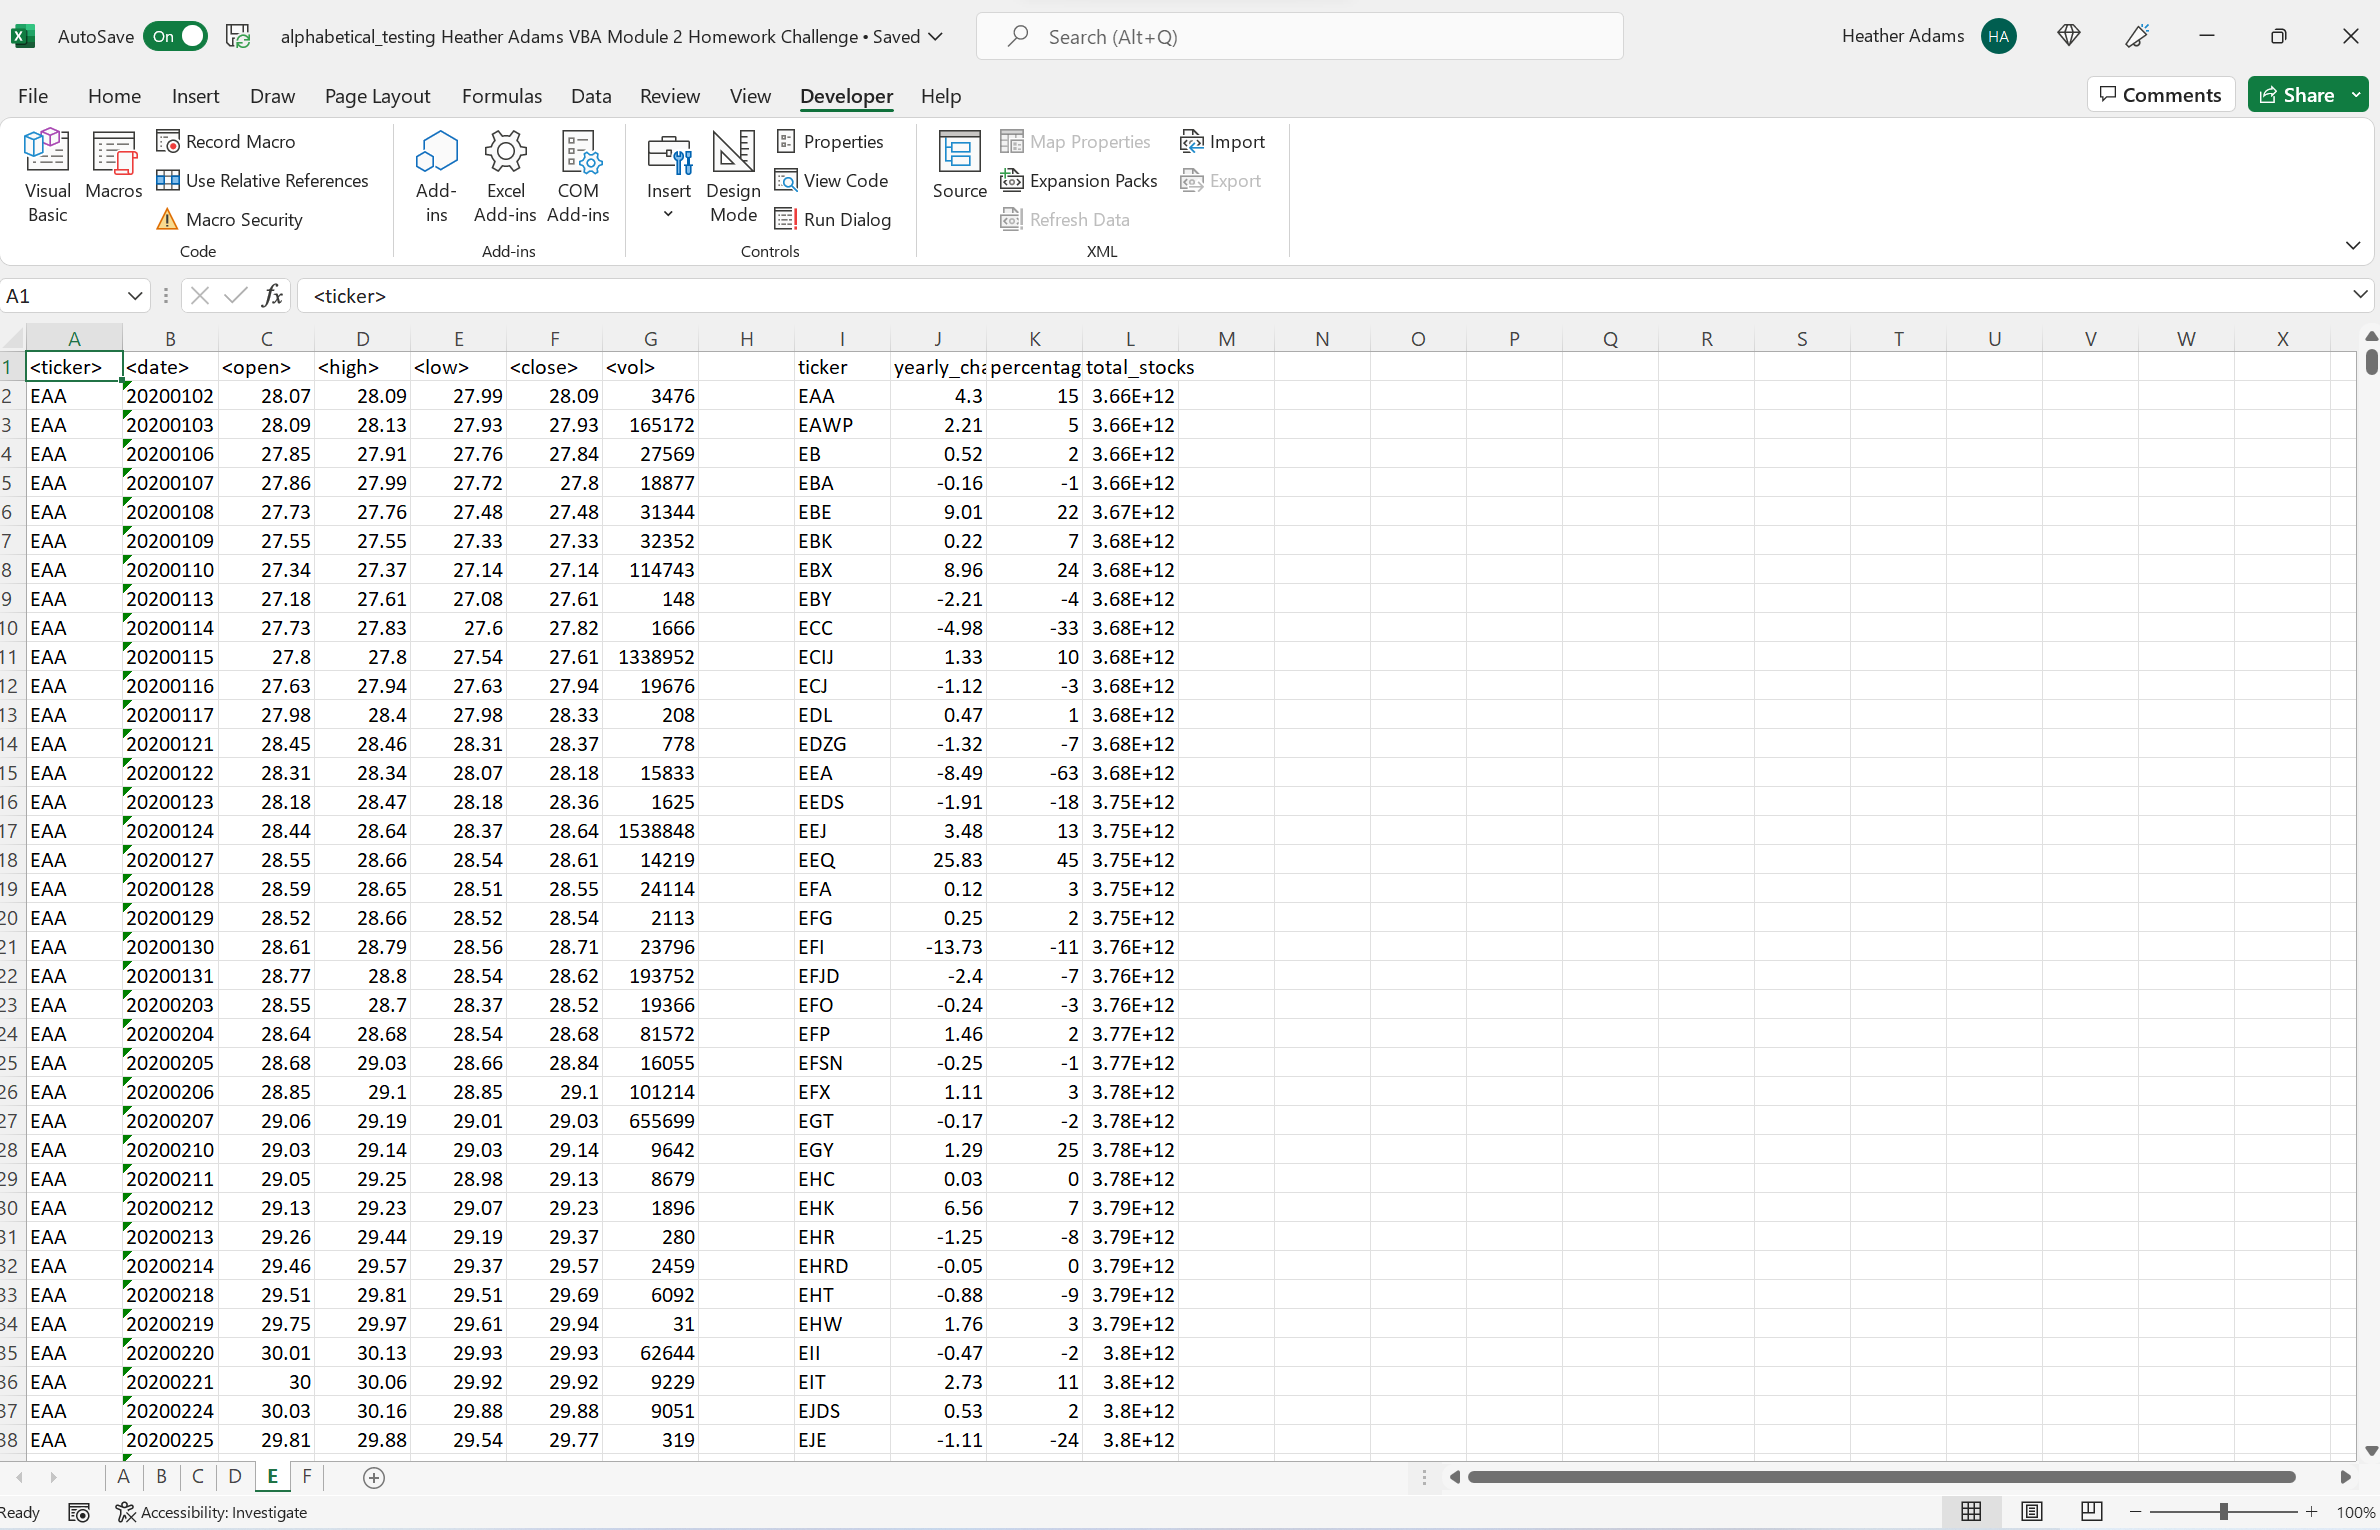 AutoSave On alphabetical_testing Heather Adams VBA Module 2 Homework Challenge • Saved Search (Alt+Q) Heather Adams HA
File Home Insert Draw Page Layout Formulas Data Review View Developer Help Comments Share
Visual Basic Macros Record Macro Use Relative References Macro Security Code
Add-ins Excel Add-ins COM Add-ins Add-ins
Insert Design Mode Properties View Code Run Dialog Controls
Source Map Properties Expansion Packs Refresh Data Import Export XML
A1 fx <ticker>
A B C D E F G H I J K L M N O P Q R S T U V W X
1 <ticker> <date> <open> <high> <low> <close> <vol> ticker yearly_cha percentag total_stocks
2 EAA 20200102 28.07 28.09 27.99 28.09 3476 EAA 4.3 15 3.66E+12
3 EAA 20200103 28.09 28.13 27.93 27.93 165172 EAWP 2.21 5 3.66E+12
4 EAA 20200106 27.85 27.91 27.76 27.84 27569 EB 0.52 2 3.66E+12
5 EAA 20200107 27.86 27.99 27.72 27.8 18877 EBA -0.16 -1 3.66E+12
6 EAA 20200108 27.73 27.76 27.48 27.48 31344 EBE 9.01 22 3.67E+12
7 EAA 20200109 27.55 27.55 27.33 27.33 32352 EBK 0.22 7 3.68E+12
8 EAA 20200110 27.34 27.37 27.14 27.14 114743 EBX 8.96 24 3.68E+12
9 EAA 20200113 27.18 27.61 27.08 27.61 148 EBY -2.21 -4 3.68E+12
10 EAA 20200114 27.73 27.83 27.6 27.82 1666 ECC -4.98 -33 3.68E+12
11 EAA 20200115 27.8 27.8 27.54 27.61 1338952 ECIJ 1.33 10 3.68E+12
12 EAA 20200116 27.63 27.94 27.63 27.94 19676 ECJ -1.12 -3 3.68E+12
13 EAA 20200117 27.98 28.4 27.98 28.33 208 EDL 0.47 1 3.68E+12
14 EAA 20200121 28.45 28.46 28.31 28.37 778 EDZG -1.32 -7 3.68E+12
15 EAA 20200122 28.31 28.34 28.07 28.18 15833 EEA -8.49 -63 3.68E+12
16 EAA 20200123 28.18 28.47 28.18 28.36 1625 EEDS -1.91 -18 3.75E+12
17 EAA 20200124 28.44 28.64 28.37 28.64 1538848 EEJ 3.48 13 3.75E+12
18 EAA 20200127 28.55 28.66 28.54 28.61 14219 EEQ 25.83 45 3.75E+12
19 EAA 20200128 28.59 28.65 28.51 28.55 24114 EFA 0.12 3 3.75E+12
20 EAA 20200129 28.52 28.66 28.52 28.54 2113 EFG 0.25 2 3.75E+12
21 EAA 20200130 28.61 28.79 28.56 28.71 23796 EFI -13.73 -11 3.76E+12
22 EAA 20200131 28.77 28.8 28.54 28.62 193752 EFJD -2.4 -7 3.76E+12
23 EAA 20200203 28.55 28.7 28.37 28.52 19366 EFO -0.24 -3 3.76E+12
24 EAA 20200204 28.64 28.68 28.54 28.68 81572 EFP 1.46 2 3.77E+12
25 EAA 20200205 28.68 29.03 28.66 28.84 16055 EFSN -0.25 -1 3.77E+12
26 EAA 20200206 28.85 29.1 28.85 29.1 101214 EFX 1.11 3 3.78E+12
27 EAA 20200207 29.06 29.19 29.01 29.03 655699 EGT -0.17 -2 3.78E+12
28 EAA 20200210 29.03 29.14 29.03 29.14 9642 EGY 1.29 25 3.78E+12
29 EAA 20200211 29.05 29.25 28.98 29.13 8679 EHC 0.03 0 3.78E+12
30 EAA 20200212 29.13 29.23 29.07 29.23 1896 EHK 6.56 7 3.79E+12
31 EAA 20200213 29.26 29.44 29.19 29.37 280 EHR -1.25 -8 3.79E+12
32 EAA 20200214 29.46 29.57 29.37 29.57 2459 EHRD -0.05 0 3.79E+12
33 EAA 20200218 29.51 29.81 29.51 29.69 6092 EHT -0.88 -9 3.79E+12
34 EAA 20200219 29.75 29.97 29.61 29.94 31 EHW 1.76 3 3.79E+12
35 EAA 20200220 30.01 30.13 29.93 29.93 62644 EII -0.47 -2 3.8E+12
36 EAA 20200221 30 30.06 29.92 29.92 9229 EIT 2.73 11 3.8E+12
37 EAA 20200224 30.03 30.16 29.88 29.88 9051 EJDS 0.53 2 3.8E+12
38 EAA 20200225 29.81 29.88 29.54 29.77 319 EJE -1.11 -24 3.8E+12
A B C D E F
Ready Accessibility: Investigate 100%